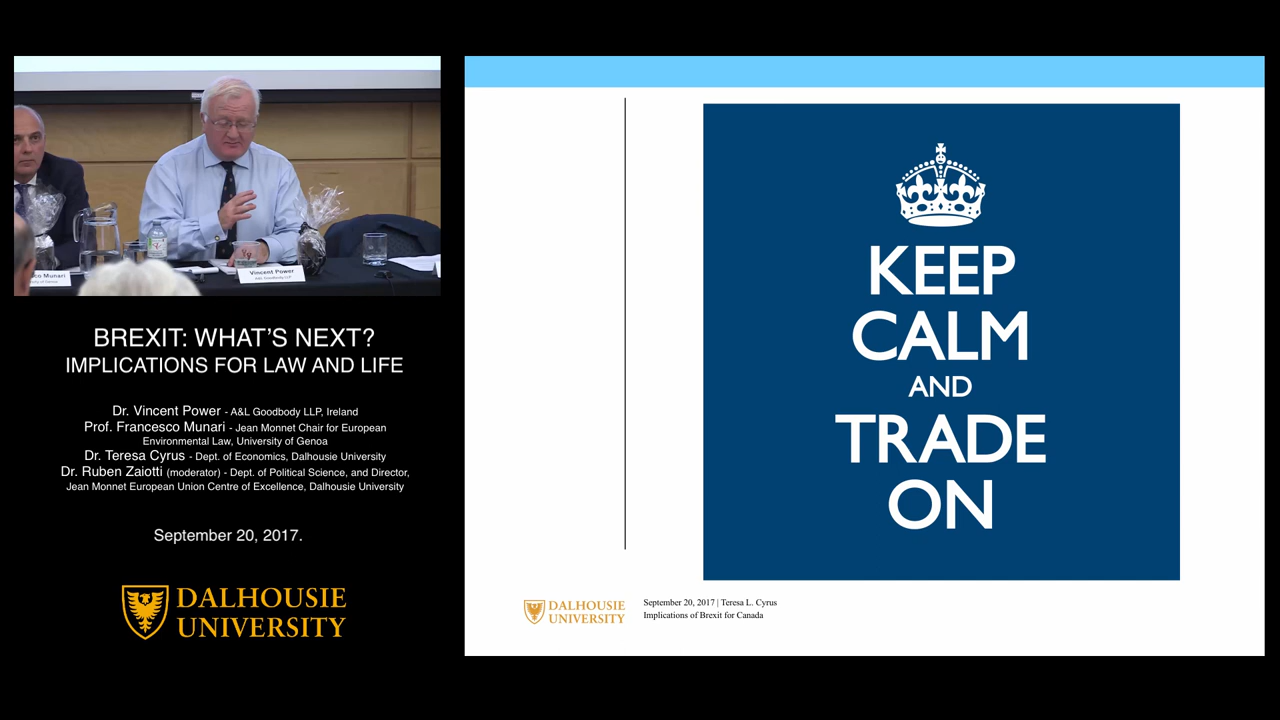 co Munari
Vincent Power
A&L Goodbody LLP
BREXIT: WHAT'S NEXT?
IMPLICATIONS FOR LAW AND LIFE
Dr. Vincent Power - A&L Goodbody LLP, Ireland
Prof. Francesco Munari - Jean Monnet Chair for European
Environmental Law, University of Genoa
Dr. Teresa Cyrus - Dept. of Economics, Dalhousie University
Dr. Ruben Zaiotti (moderator) - Dept. of Political Science, and Director,
Jean Monnet European Union Centre of Excellence, Dalhousie University
September 20, 2017.
DALHOUSIE
UNIVERSITY
KEEP
CALM
AND
TRADE
ON
DALHOUSIE
UNIVERSITY
September 20, 2017 | Teresa L. Cyrus
Implications of Brexit for Canada